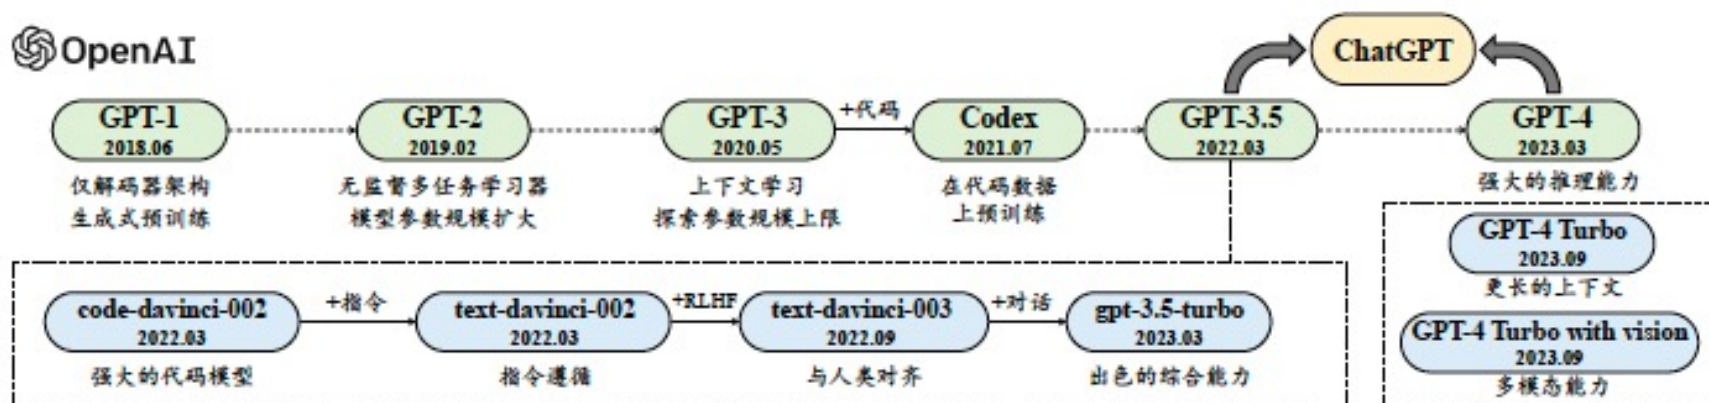 OpenAI
ChatGPT
GPT-1
2018.06
仅解码器架构
生成式预训练
GPT-2
2019.02
无监督多任务学习器
模型参数规模扩大
GPT-3
2020.05
上下文学习
探索参数规模上限
+代码
Codex
2021.07
在代码数据
上预训练
GPT-3.5
2022.03
GPT-4
2023.03
强大的推理能力
code-davinci-002
2022.03
强大的代码模型
+指令
text-davinci-002
2022.03
指令遵循
+RLHF
text-davinci-003
2022.09
与人类对齐
+对话
gpt-3.5-turbo
2023.03
出色的综合能力
GPT-4 Turbo
2023.09
更长的上下文
GPT-4 Turbo with vision
2023.09
多模态能力